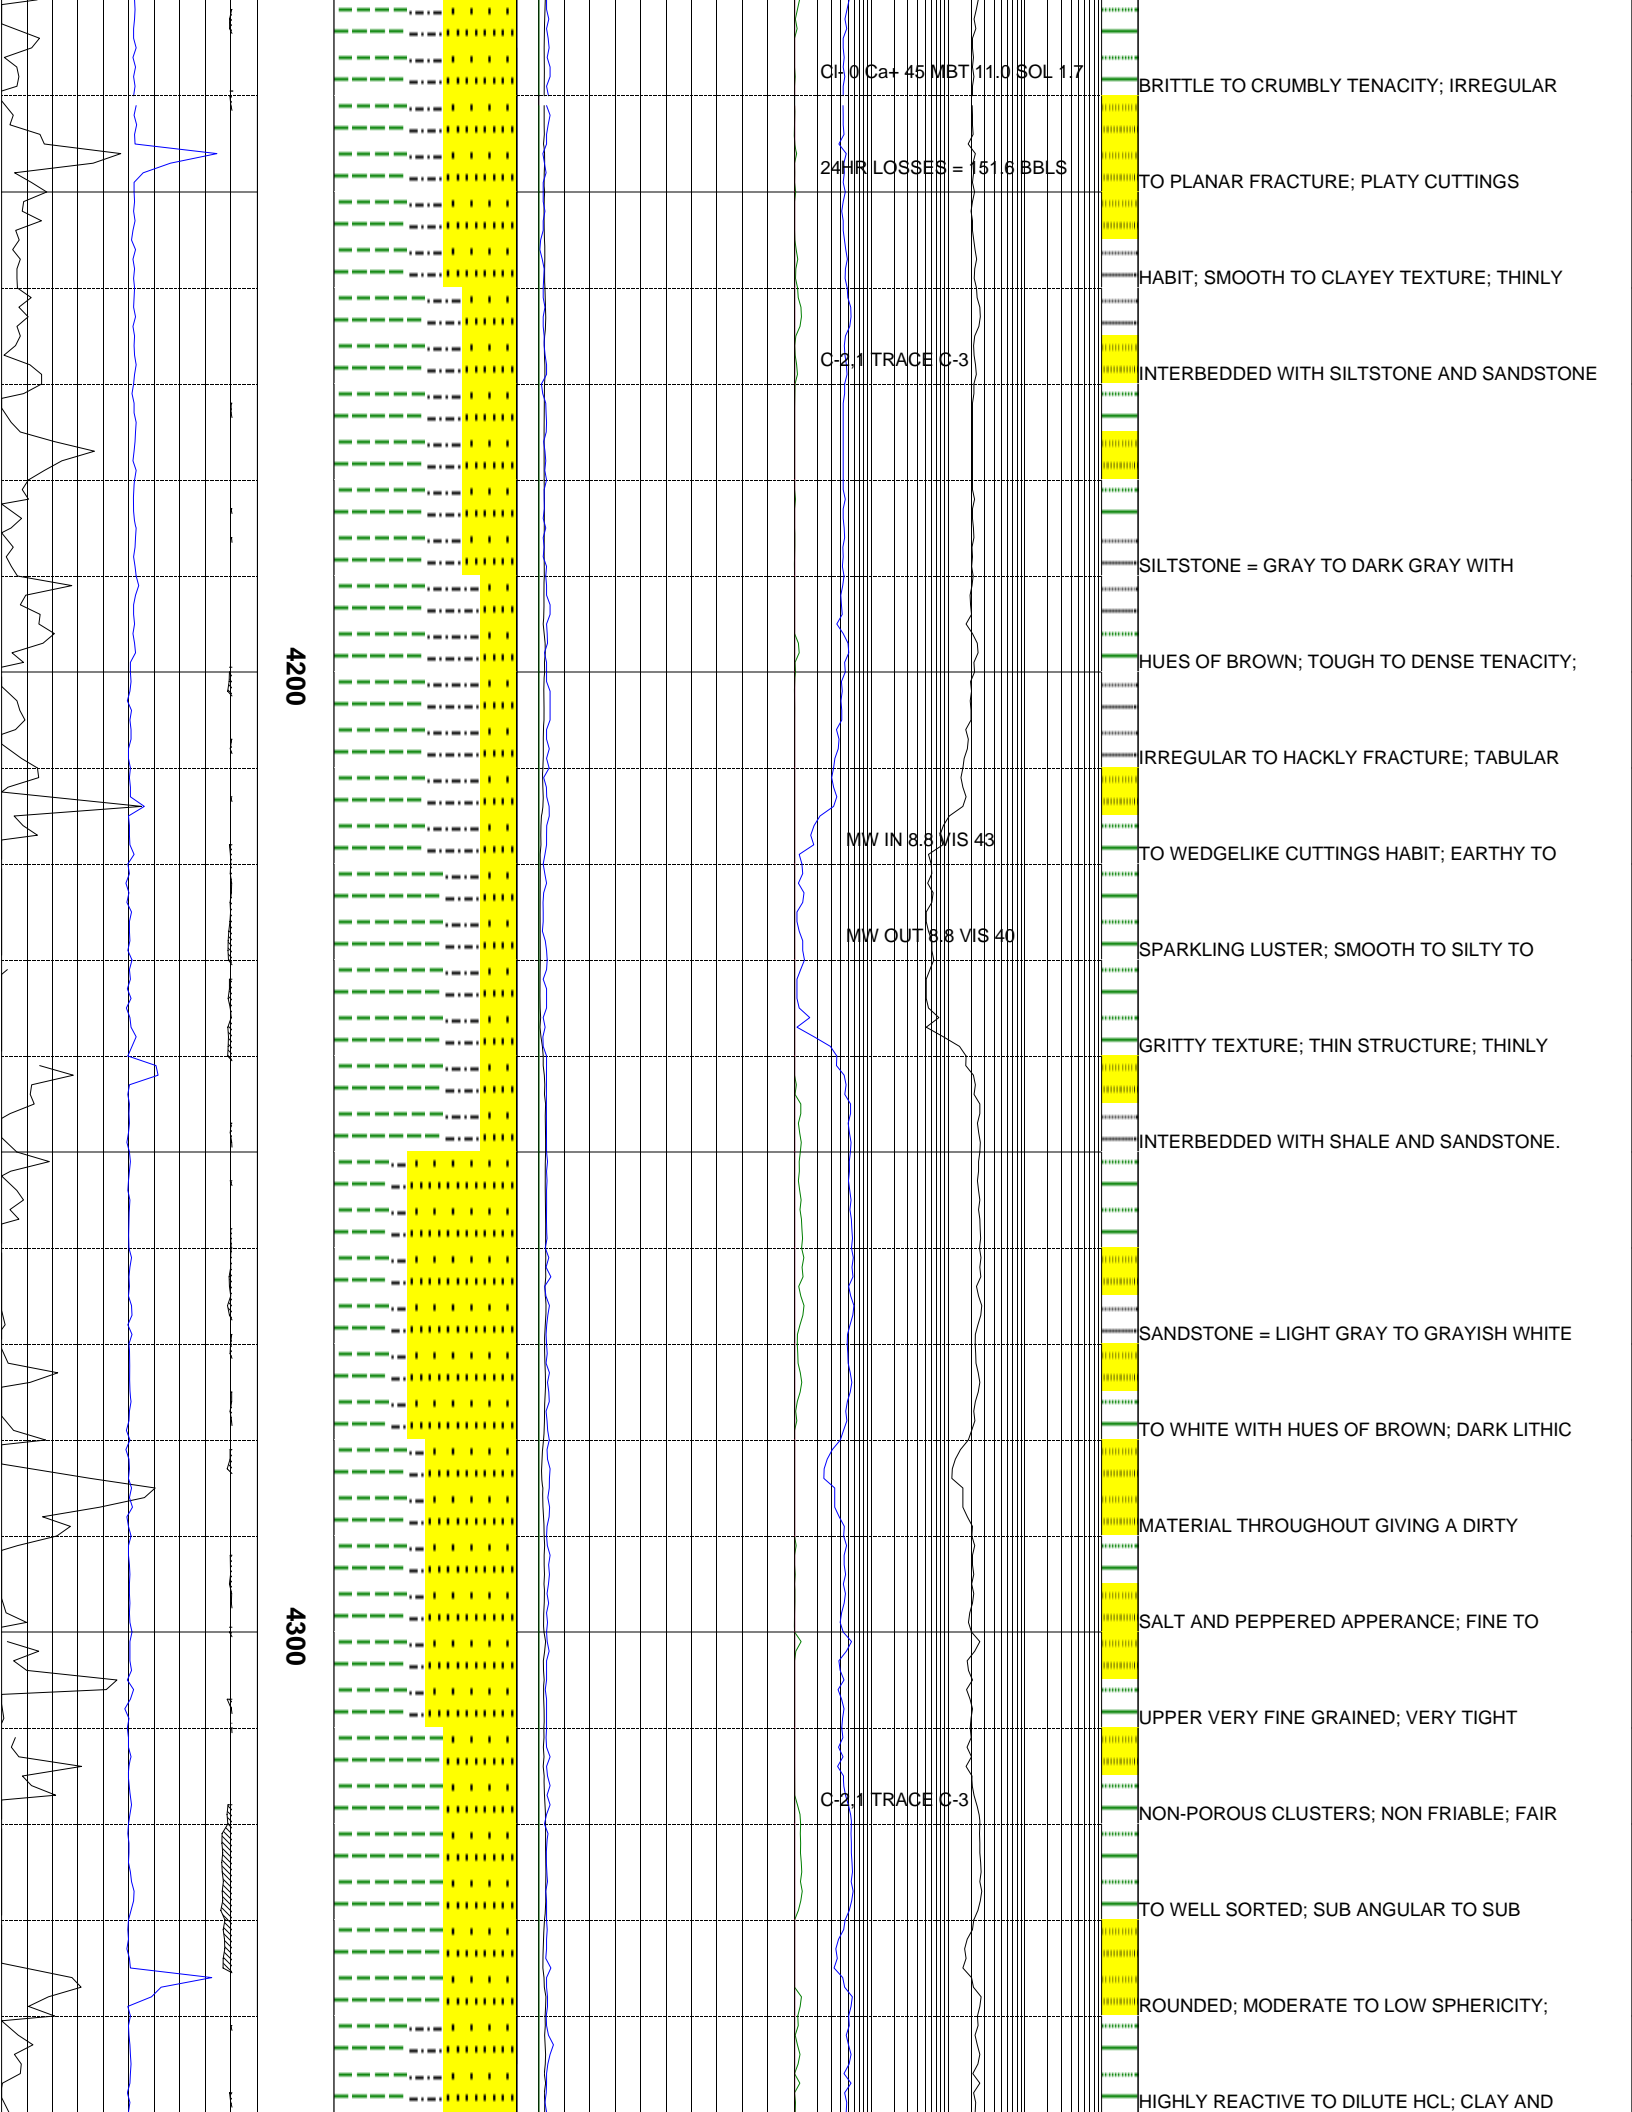 Cl- 0 Ca+ 45 MBT 11.0 SOL 1.7
BRITTLE TO CRUMBLY TENACITY; IRREGULAR
24HR LOSSES = 151.6 BBLS
TO PLANAR FRACTURE; PLATY CUTTINGS
HABIT; SMOOTH TO CLAYEY TEXTURE; THINLY
C-2,1 TRACE C-3
INTERBEDDED WITH SILTSTONE AND SANDSTONE
SILTSTONE = GRAY TO DARK GRAY WITH
4200
HUES OF BROWN; TOUGH TO DENSE TENACITY;
IRREGULAR TO HACKLY FRACTURE; TABULAR
MW IN 8.8 VIS 43
TO WEDGELIKE CUTTINGS HABIT; EARTHY TO
MW OUT 8.8 VIS 40
SPARKLING LUSTER; SMOOTH TO SILTY TO
GRITTY TEXTURE; THIN STRUCTURE; THINLY
INTERBEDDED WITH SHALE AND SANDSTONE.
SANDSTONE = LIGHT GRAY TO GRAYISH WHITE
TO WHITE WITH HUES OF BROWN; DARK LITHIC
MATERIAL THROUGHOUT GIVING A DIRTY
4300
SALT AND PEPPERED APPERANCE; FINE TO
UPPER VERY FINE GRAINED; VERY TIGHT
C-2,1 TRACE C-3
NON-POROUS CLUSTERS; NON FRIABLE; FAIR
TO WELL SORTED; SUB ANGULAR TO SUB
ROUNDED; MODERATE TO LOW SPHERICITY;
HIGHLY REACTIVE TO DILUTE HCL; CLAY AND